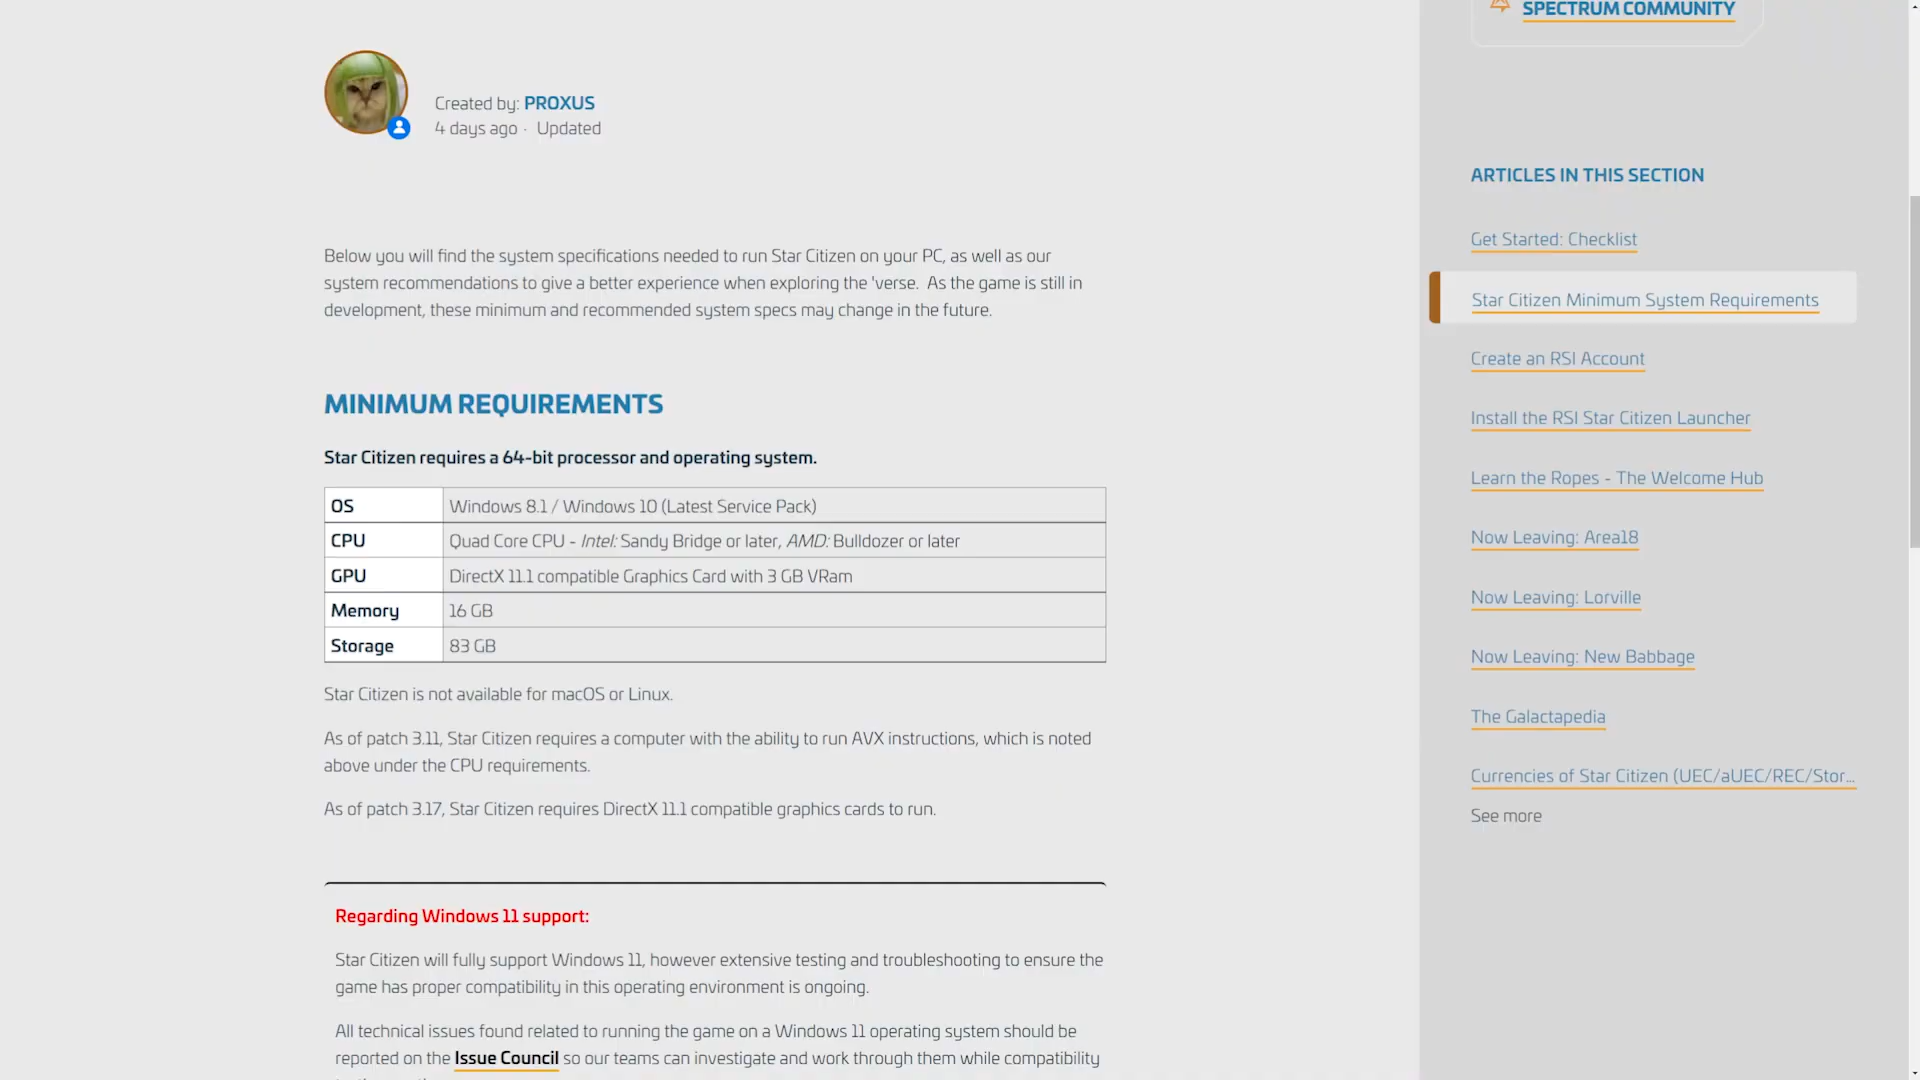 SPECTRUM COMMUNITY
Created by: PROXUS
4 days ago · Updated
Below you will find the system specifications needed to run Star Citizen on your PC, as well as our
system recommendations to give a better experience when exploring the 'verse. As the game is still in
development, these minimum and recommended system specs may change in the future.
MINIMUM REQUIREMENTS
Star Citizen requires a 64-bit processor and operating system.
OS Windows 8.1 / Windows 10 (Latest Service Pack)
CPU Quad Core CPU - Intel: Sandy Bridge or later, AMD: Bulldozer or later
GPU DirectX 11.1 compatible Graphics Card with 3 GB VRam
Memory 16 GB
Storage 83 GB
Star Citizen is not available for macOS or Linux.
As of patch 3.11, Star Citizen requires a computer with the ability to run AVX instructions, which is noted
above under the CPU requirements.
As of patch 3.17, Star Citizen requires DirectX 11.1 compatible graphics cards to run.
Regarding Windows 11 support:
Star Citizen will fully support Windows 11, however extensive testing and troubleshooting to ensure the
game has proper compatibility in this operating environment is ongoing.
All technical issues found related to running the game on a Windows 11 operating system should be
reported on the Issue Council so our teams can investigate and work through them while compatibility
ARTICLES IN THIS SECTION
Get Started: Checklist
Star Citizen Minimum System Requirements
Create an RSI Account
Install the RSI Star Citizen Launcher
Learn the Ropes - The Welcome Hub
Now Leaving: Area18
Now Leaving: Lorville
Now Leaving: New Babbage
The Galactapedia
Currencies of Star Citizen (UEC/aUEC/REC/Stor...
See more